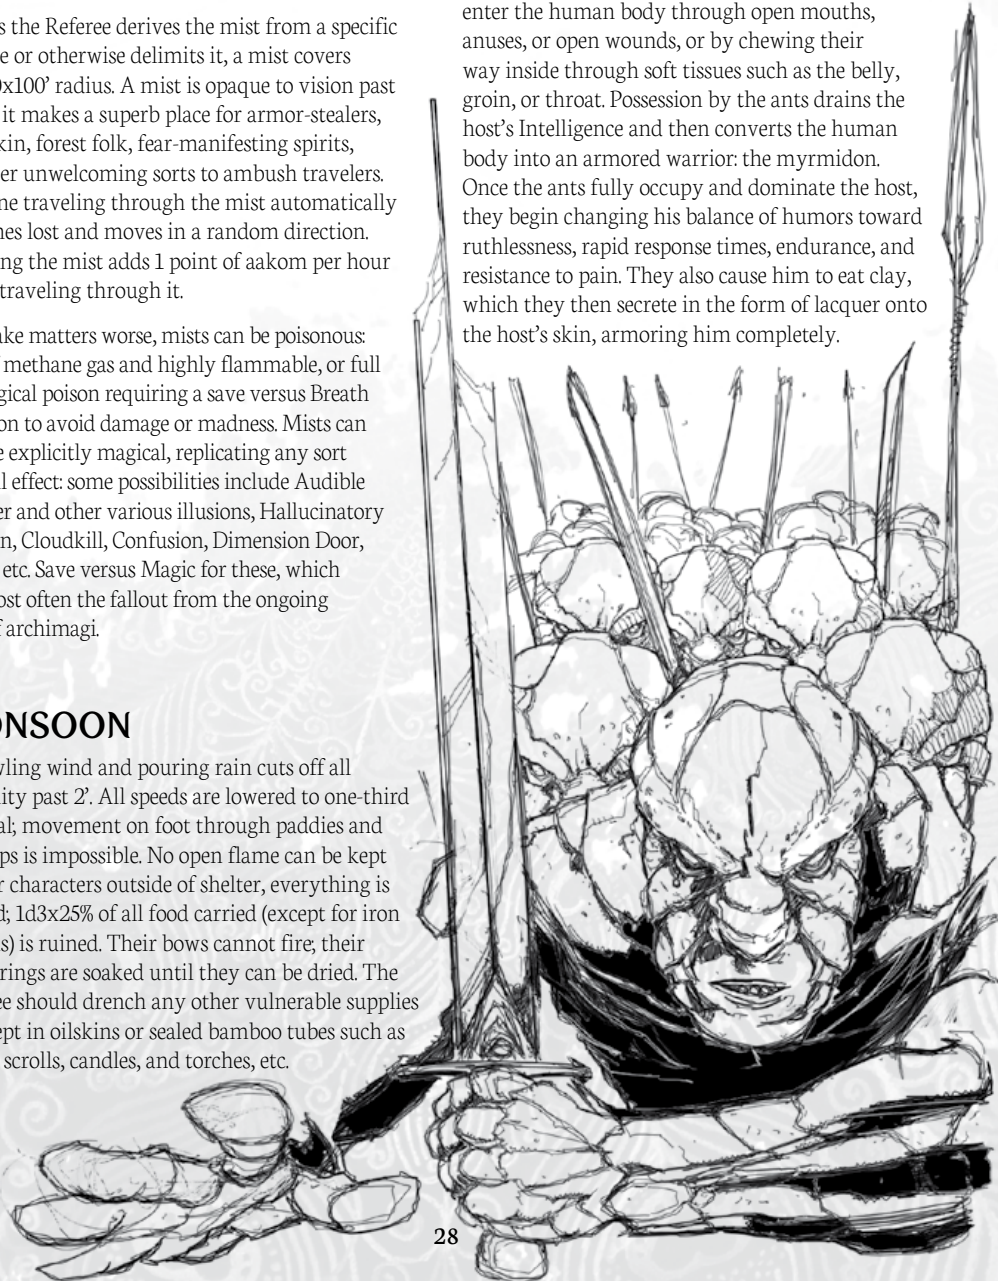 s the Referee derives the mist from a specific
e or otherwise delimits it, a mist covers
0x100’ radius. A mist is opaque to vision past
it makes a superb place for armor-stealers,
kin, forest folk, fear-manifesting spirits,
er unwelcoming sorts to ambush travelers.
ne traveling through the mist automatically
nes lost and moves in a random direction.
ng the mist adds 1 point of aakom per hour
traveling through it.
ake matters worse, mists can be poisonous:
methane gas and highly flammable, or full
gical poison requiring a save versus Breath
on to avoid damage or madness. Mists can
e explicitly magical, replicating any sort
l effect: some possibilities include Audible
er and other various illusions, Hallucinatory
n, Cloudkill, Confusion, Dimension Door,
etc. Save versus Magic for these, which
ost often the fallout from the ongoing
f archimagi.
ONSOON
wling wind and pouring rain cuts off all
ity past 2’. All speeds are lowered to one-third
al; movement on foot through paddies and
ps is impossible. No open flame can be kept
r characters outside of shelter, everything is
d; 1d3x25% of all food carried (except for iron
s) is ruined. Their bows cannot fire; their
rings are soaked until they can be dried. The
ee should drench any other vulnerable supplies
ept in oilskins or sealed bamboo tubes such as
scrolls, candles, and torches, etc.
enter the human body through open mouths,
anuses, or open wounds, or by chewing their
way inside through soft tissues such as the belly,
groin, or throat. Possession by the ants drains the
host’s Intelligence and then converts the human
body into an armored warrior: the myrmidon.
Once the ants fully occupy and dominate the host,
they begin changing his balance of humors toward
ruthlessness, rapid response times, endurance, and
resistance to pain. They also cause him to eat clay,
which they then secrete in the form of lacquer onto
the host’s skin, armoring him completely.
28